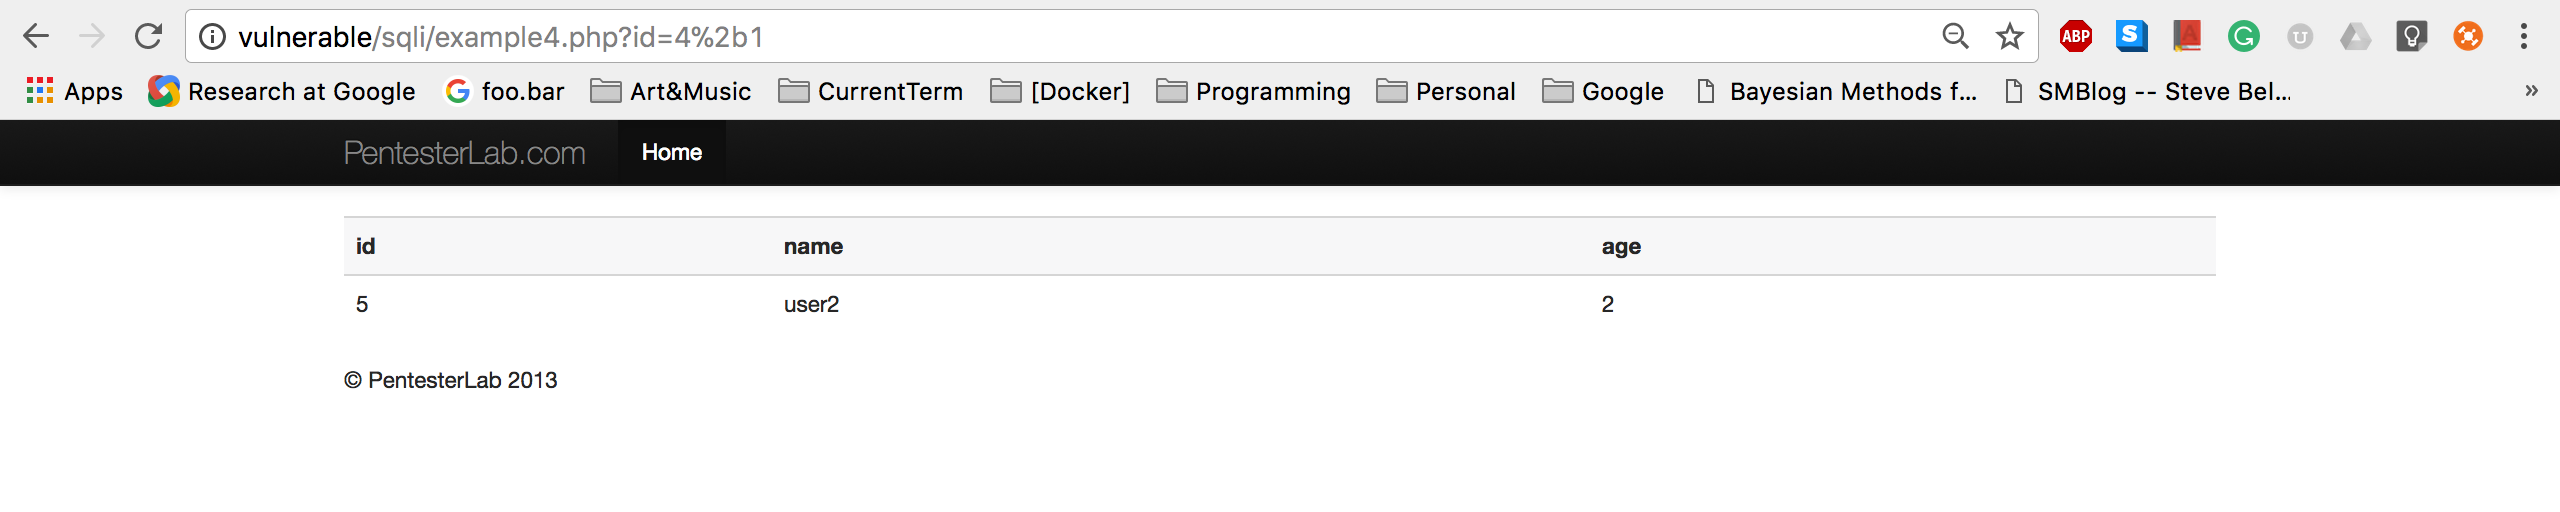 vulnerable/sqli/example4.php?id=4%2b1
ABP
Apps Research at Google foo.bar Art&Music CurrentTerm [Docker] Programming Personal Google Bayesian Methods f... SMBlog -- Steve Bel... »
PentesterLab.com Home
id name age
5 user2 2
© PentesterLab 2013